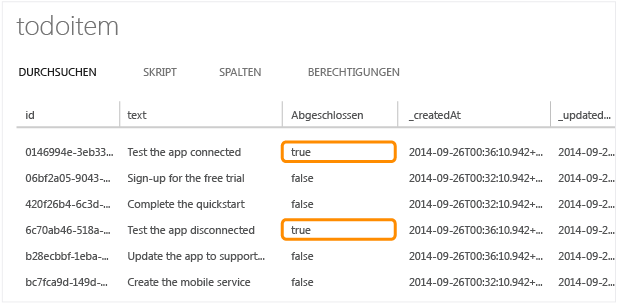 todoitem
DURCHSUCHEN SKRIPT SPALTEN BERECHTIGUNGEN
id text Abgeschlossen _createdAt _updated...
0146994e-3eb33... Test the app connected true 2014-09-26T00:36:10.942+... 2014-09-2...
06bf2a05-9043-... Sign-up for the free trial false 2014-09-26T00:32:10.942+... 2014-09-2...
420f26b4-6c3d-... Complete the quickstart false 2014-09-26T00:32:10.942+... 2014-09-2...
6c70ab46-518a-... Test the app disconnected true 2014-09-26T00:36:10.942+... 2014-09-2...
b28ecbbf-1eba-... Update the app to support... false 2014-09-26T00:36:10.942+... 2014-09-2...
bc7fca9d-149d-... Create the mobile service false 2014-09-26T00:32:10.942+... 2014-09-2...